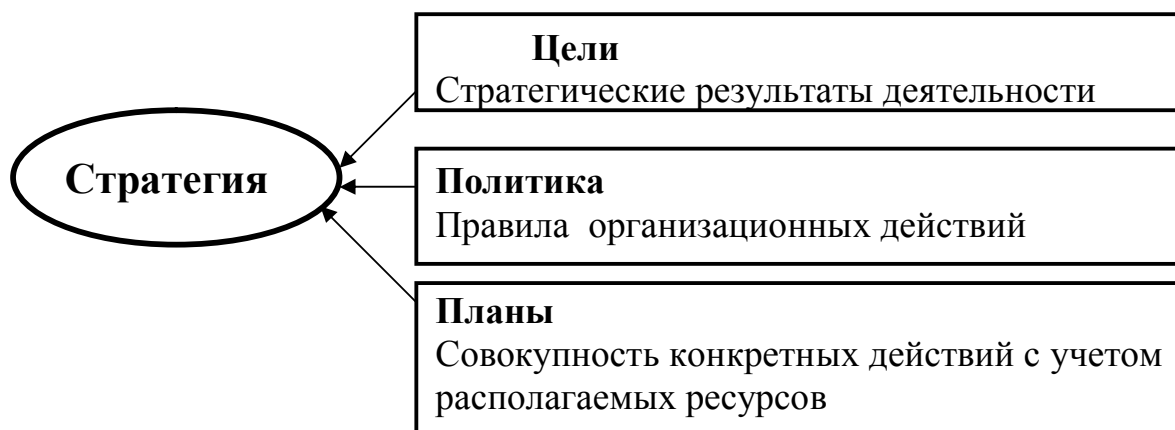 Цели
Стратегические результаты деятельности
Стратегия
Политика
Правила  организационных действий
Планы
Совокупность конкретных действий с учетом
располагаемых ресурсов